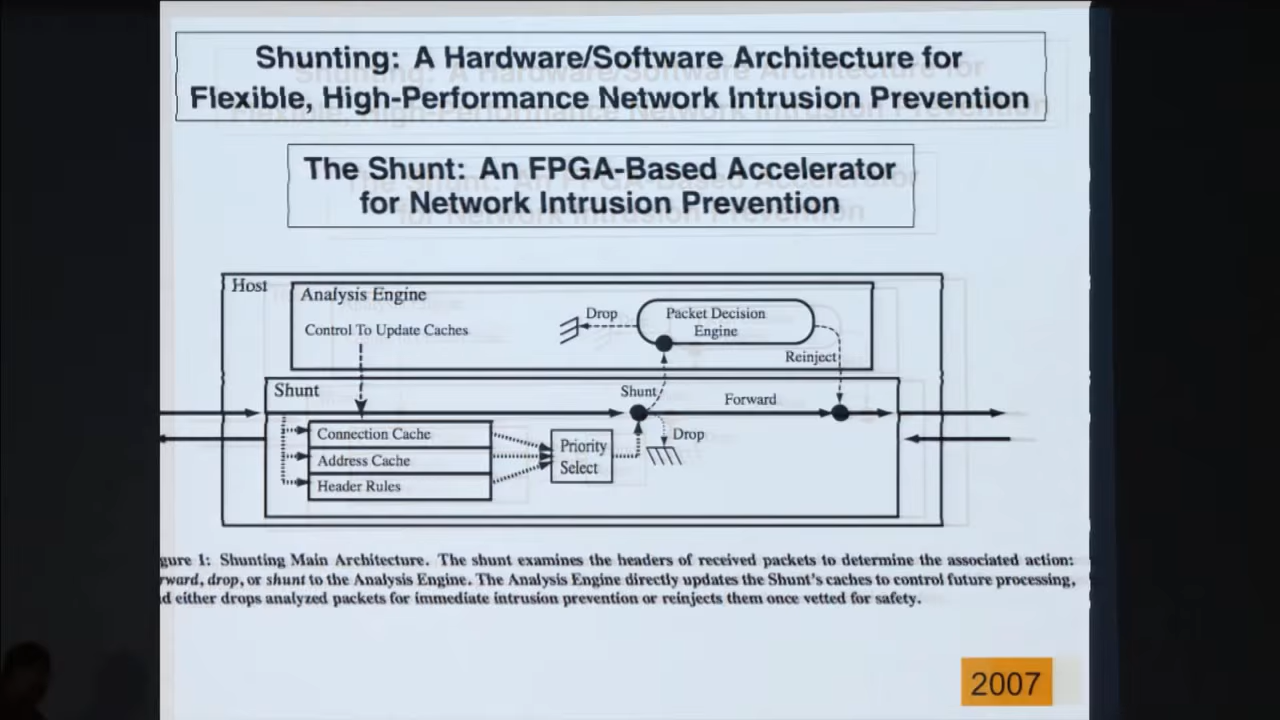 Shunting: A Hardware/Software Architecture for
Flexible, High-Performance Network Intrusion Prevention
The Shunt: An FPGA-Based Accelerator
for Network Intrusion Prevention
Host
Analysis Engine
Control To Update Caches
Drop
Packet Decision
Engine
Reinject
Shunt
Shunt
Forward
Connection Cache
Address Cache
Header Rules
Priority
Select
Drop
gure 1: Shunting Main Architecture. The shunt examines the headers of received packets to determine the associated action:
rward, drop, or shunt to the Analysis Engine. The Analysis Engine directly updates the Shunt's caches to control future processing,
d either drops analyzed packets for immediate intrusion prevention or reinjects them once vetted for safety.
2007